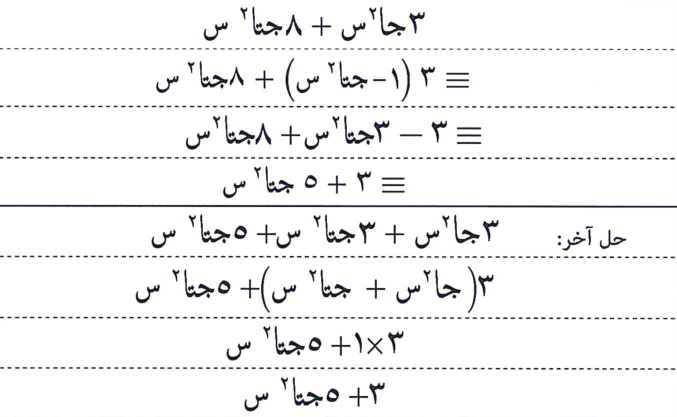 ٣جا٢س + ٨جتا٢ س
≡ ٣ (١-جتا٢ س) + ٨جتا٢ س
≡ ٣ – ٣جتا٢س+ ٨جتا٢س
≡ ٣ + ٥ جتا٢ س
حل آخر: ٣جا٢س + ٣جتا٢ س+ ٥جتا٢ س
٣(جا٢س + جتا٢ س)+ ٥جتا٢ س
٣×١+ ٥جتا٢ س
٣+ ٥جتا٢ س